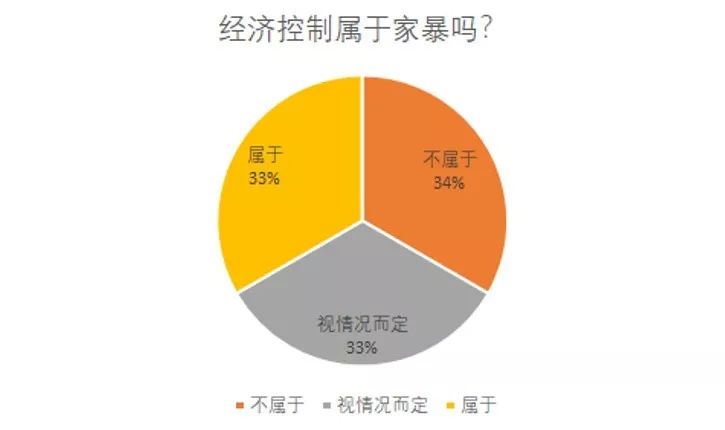 经济控制属于家暴吗?
属于
33%
不属于
34%
视情况而定
33%
不属于 视情况而定 属于